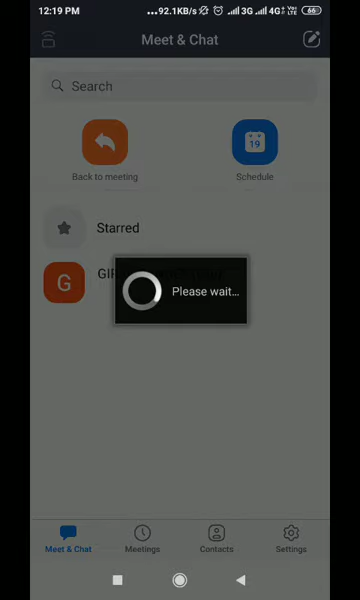 12:19 PM
...92.1KB/s 3G 4G VoLTE 66
Meet & Chat
Search
19
Back to meeting
Schedule
Starred
G
Please wait...
Meet & Chat
Meetings
Contacts
Settings